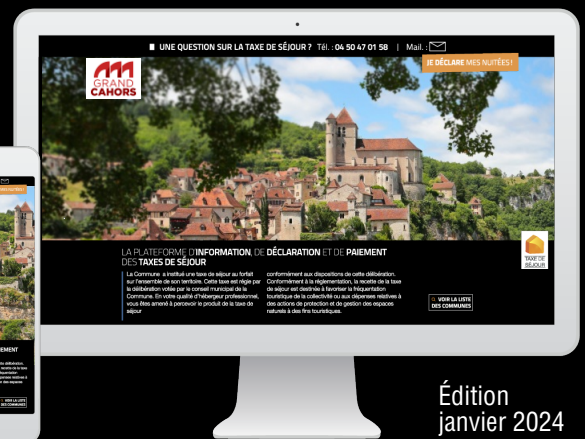 UNE QUESTION SUR LA TAXE DE SÉJOUR ? Tél. : 04 50 47 01 58 | Mail. :
JE DÉCLARE MES NUITÉES !
GRAND
CAHORS
LA PLATEFORME D'INFORMATION, DE DÉCLARATION ET DE PAIEMENT
DES TAXES DE SÉJOUR
La Commune a institué une taxe de séjour au forfait
sur l'ensemble de son territoire. Cette taxe est régie par
la délibération votée par le conseil municipal de la
Commune. En votre qualité d'hébergeur professionnel,
vous êtes amené à percevoir le produit de la taxe de
séjour
conformément aux dispositions de cette délibération.
Conformément à la réglementation, la recette de la taxe
de séjour est destinée à favoriser la fréquentation
touristique de la collectivité ou aux dépenses relatives à
des actions de protection et de gestion des espaces
naturels à des fins touristiques.
TAXE DE
SÉJOUR
VOIR LA LISTE
DES COMMUNES
Édition
janvier 2024